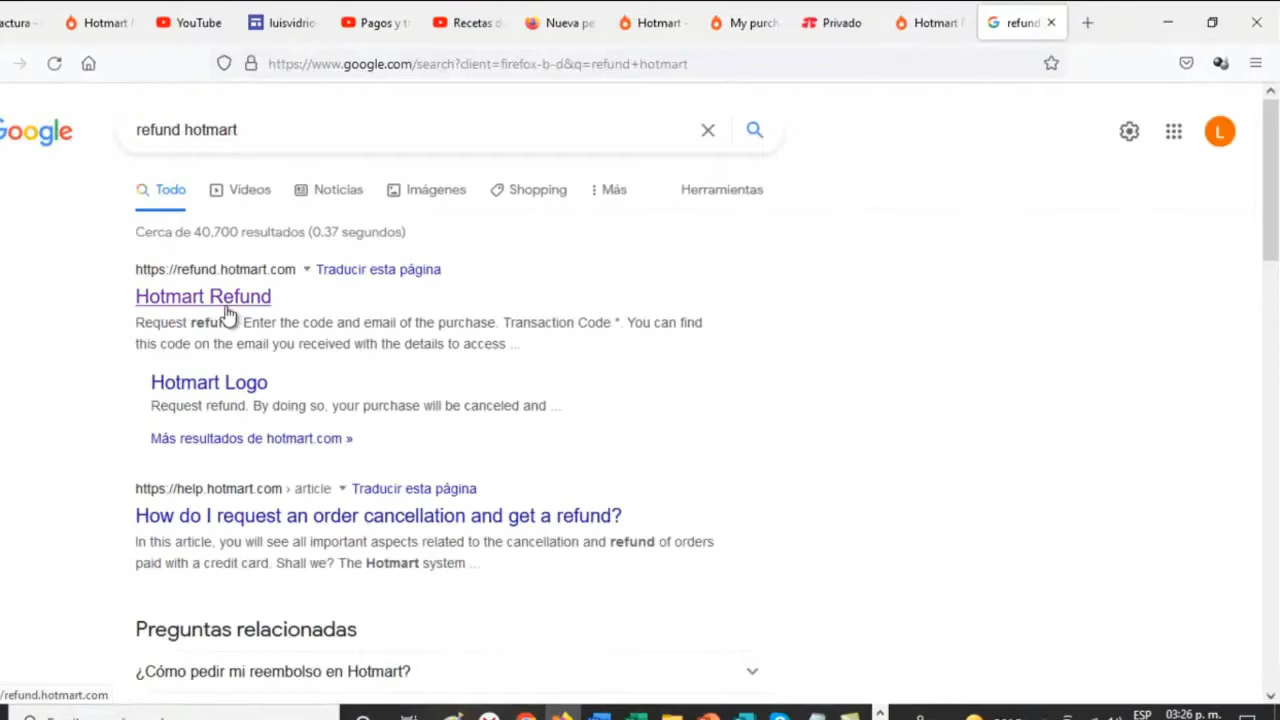 actura -
Hotmart
YouTube
luisvidrio
Pagos y t
Recetas d
Nueva pe
Hotmart -
My purch
Privado
Hotmart
refund
https://www.google.com/search?client=firefox-b-d&q=refund+hotmart
Google
refund hotmart
L
Todo
Vídeos
Noticias
Imágenes
Shopping
Más
Herramientas
Cerca de 40,700 resultados (0.37 segundos)
https://refund.hotmart.com Traducir esta página
Hotmart Refund
Request refun Enter the code and email of the purchase. Transaction Code *. You can find
this code on the email you received with the details to access ...
Hotmart Logo
Request refund. By doing so, your purchase will be canceled and ...
Más resultados de hotmart.com »
https://help.hotmart.com › article Traducir esta página
How do I request an order cancellation and get a refund?
In this article, you will see all important aspects related to the cancellation and refund of orders
paid with a credit card. Shall we? The Hotmart system ...
Preguntas relacionadas
¿Cómo pedir mi reembolso en Hotmart?
/refund.hotmart.com
ESP
03:26 p. m.